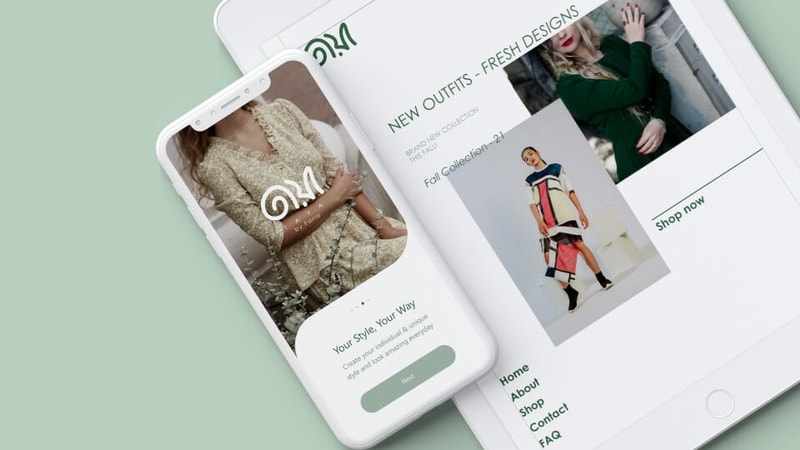 Your Style, Your Way
Create your individual & unique
style and look amazing everyday
Next
by Faria
NEW OUTFITS - FRESH DESIGNS
BRAND NEW COLLECTION
THIS FALL!
Fall Collection - 21
Shop now
Home
About
Shop
Contact
FAQ